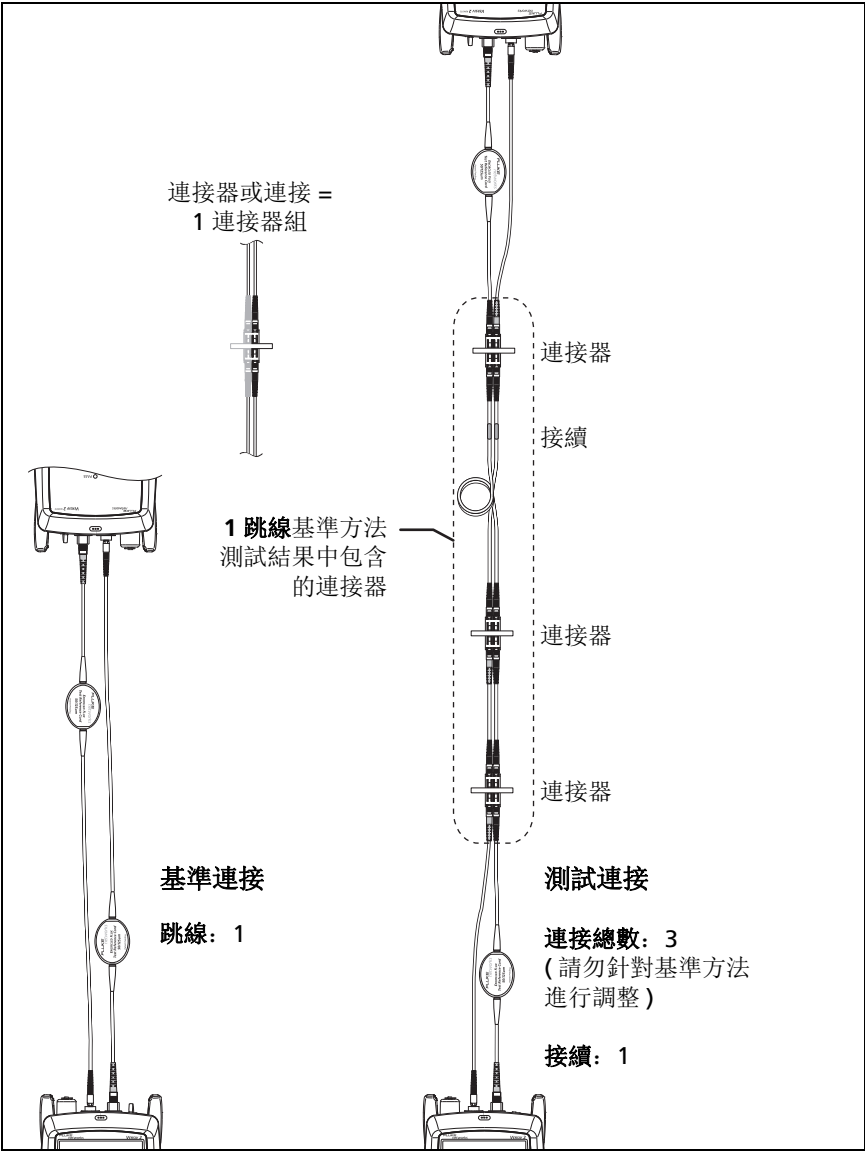 連接器或連接 =
1 連接器組
連接器
接續
1 跳線基準方法
測試結果中包含
的連接器
連接器
連接器
基準連接
跳線：1
測試連接
連接總數：3
( 請勿針對基準方法
進行調整 )
接續：1